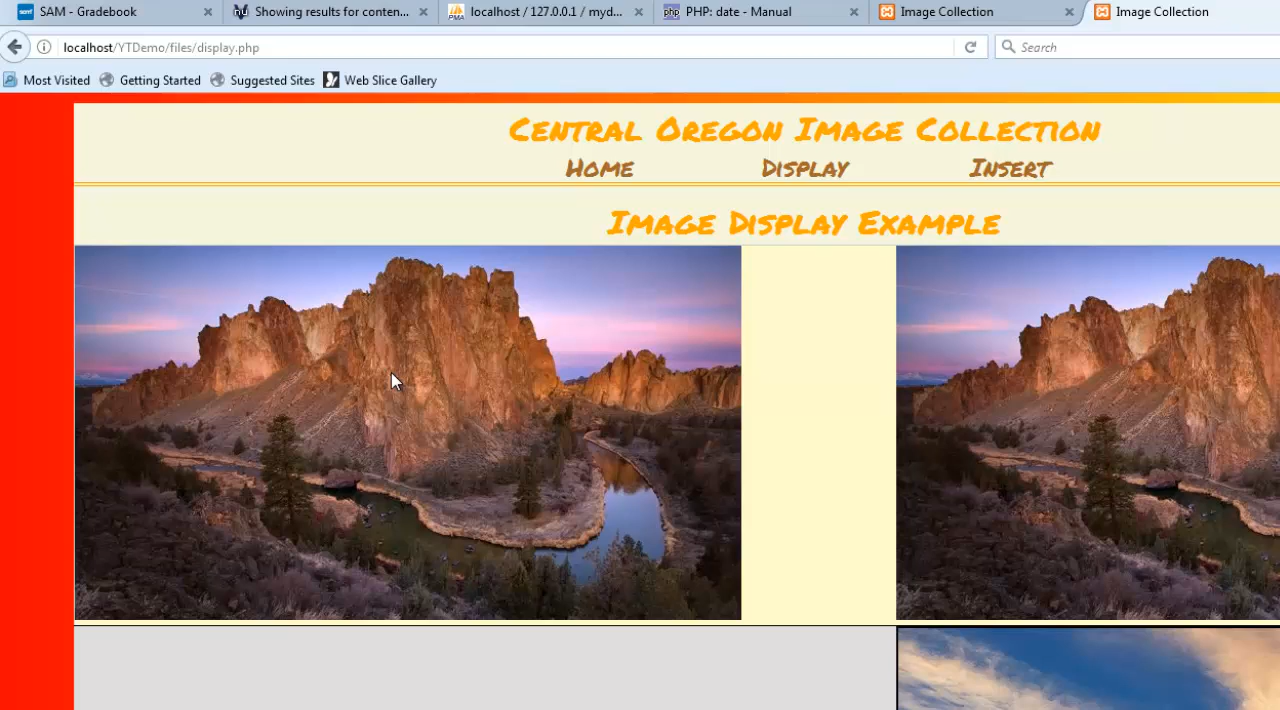 SAM - Gradebook
Showing results for conten...
localhost / 127.0.0.1 / myd...
PHP: date - Manual
Image Collection
Image Collection
localhost/YTDemo/files/display.php
Search
Most Visited
Getting Started
Suggested Sites
Web Slice Gallery
Central Oregon Image Collection
Home
Display
Insert
Image Display Example